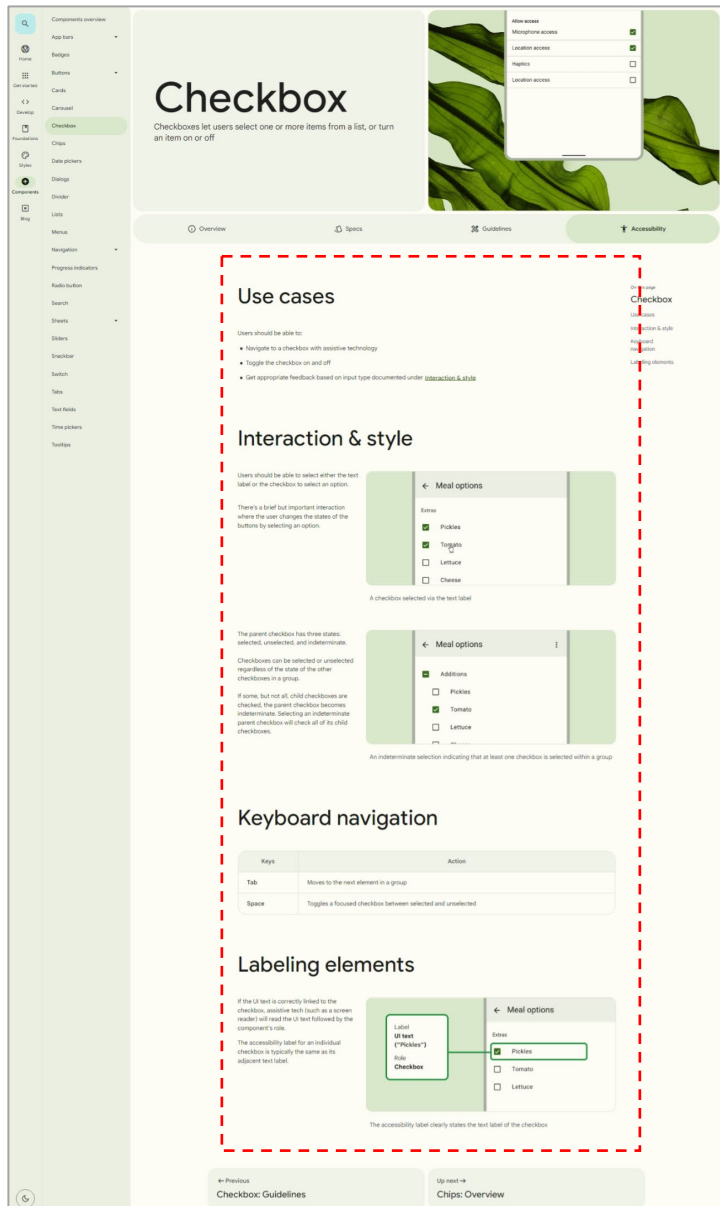 Home
Get started
Develop
Foundations
Styles
Components
Blog
Components overview
App bars
Badges
Buttons
Cards
Carousel
Checkbox
Chips
Date pickers
Dialogs
Divider
Lists
Menus
Navigation
Progress indicators
Radio button
Search
Sheets
Sliders
Snackbar
Switch
Tabs
Text fields
Time pickers
Tooltips
Checkbox
Checkboxes let users select one or more items from a list, or turn
an item on or off
Allow access
Microphone access
Location access
Haptics
Location access
Overview
Specs
Guidelines
Accessibility
On this page
Checkbox
Use cases
Interaction & style
Keyboard
navigation
Labeling elements
Use cases
Users should be able to:
• Navigate to a checkbox with assistive technology
• Toggle the checkbox on and off
• Get appropriate feedback based on input type documented under Interaction & style
Interaction & style
Users should be able to select either the text
label or the checkbox to select an option.
There's a brief but important interaction
where the user changes the states of the
buttons by selecting an option.
← Meal options
Extras
Pickles
Tomato
Lettuce
Cheese
A checkbox selected via the text label
The parent checkbox has three states:
selected, unselected, and indeterminate.
Checkboxes can be selected or unselected
regardless of the state of the other
checkboxes in a group.
If some, but not all, child checkboxes are
checked, the parent checkbox becomes
indeterminate. Selecting an indeterminate
parent checkbox will check all of its child
checkboxes.
← Meal options
Additions
Pickles
Tomato
Lettuce
An indeterminate selection indicating that at least one checkbox is selected within a group
Keyboard navigation
Keys Action
Tab Moves to the next element in a group
Space Toggles a focused checkbox between selected and unselected
Labeling elements
If the UI text is correctly linked to the
checkbox, assistive tech (such as a screen
reader) will read the UI text followed by the
component's role.
The accessibility label for an individual
checkbox is typically the same as its
adjacent text label.
Label
UI text
("Pickles")
Role
Checkbox
← Meal options
Extras
Pickles
Tomato
Lettuce
The accessibility label clearly states the text label of the checkbox
← Previous
Checkbox: Guidelines
Up next →
Chips: Overview